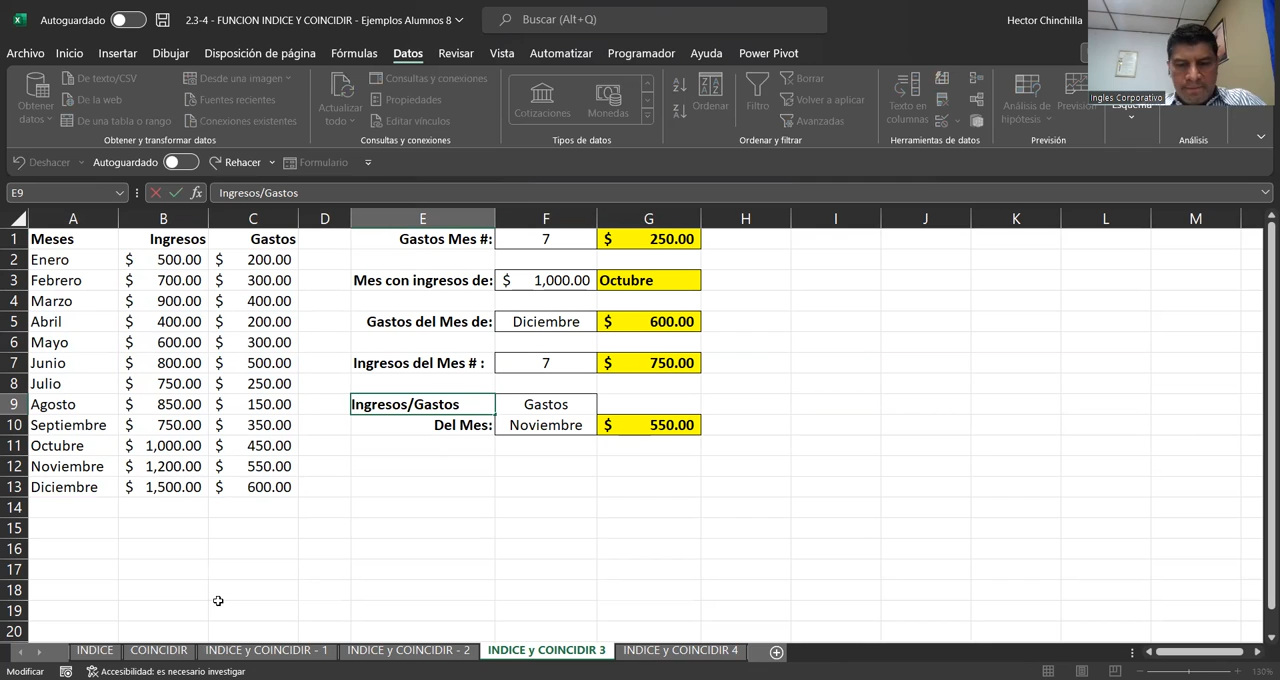 Autoguardado
2.3-4 - FUNCION INDICE Y COINCIDIR - Ejemplos Alumnos 8
Buscar (Alt+Q)
Hector Chinchilla
Archivo Inicio Insertar Dibujar Disposición de página Fórmulas Datos Revisar Vista Automatizar Programador Ayuda Power Pivot
Ingles Corporativo
Obtener datos
De texto/CSV
De la web
De una tabla o rango
Desde una imagen
Fuentes recientes
Conexiones existentes
Obtener y transformar datos
Actualizar todo
Consultas y conexiones
Propiedades
Editar vínculos
Consultas y conexiones
Cotizaciones Monedas
Tipos de datos
Ordenar
Filtro
Borrar
Volver a aplicar
Avanzadas
Ordenar y filtrar
Texto en columnas
Herramientas de datos
Análisis de hipótesis
Previsión
Esquema
Análisis
Deshacer Autoguardado Rehacer Formulario
E9 fx Ingresos/Gastos
A B C D E F G H I J K L M
1 Meses Ingresos Gastos Gastos Mes #: 7 $ 250.00
2 Enero $ 500.00 $ 200.00
3 Febrero $ 700.00 $ 300.00 Mes con ingresos de: $ 1,000.00 Octubre
4 Marzo $ 900.00 $ 400.00
5 Abril $ 400.00 $ 200.00 Gastos del Mes de: Diciembre $ 600.00
6 Mayo $ 600.00 $ 300.00
7 Junio $ 800.00 $ 500.00 Ingresos del Mes # : 7 $ 750.00
8 Julio $ 750.00 $ 250.00
9 Agosto $ 850.00 $ 150.00 Ingresos/Gastos Gastos
10 Septiembre $ 750.00 $ 350.00 Del Mes: Noviembre $ 550.00
11 Octubre $ 1,000.00 $ 450.00
12 Noviembre $ 1,200.00 $ 550.00
13 Diciembre $ 1,500.00 $ 600.00
14
15
16
17
18
19
20
INDICE COINCIDIR INDICE y COINCIDIR - 1 INDICE y COINCIDIR - 2 INDICE y COINCIDIR 3 INDICE y COINCIDIR 4
Modificar Accesibilidad: es necesario investigar 130%